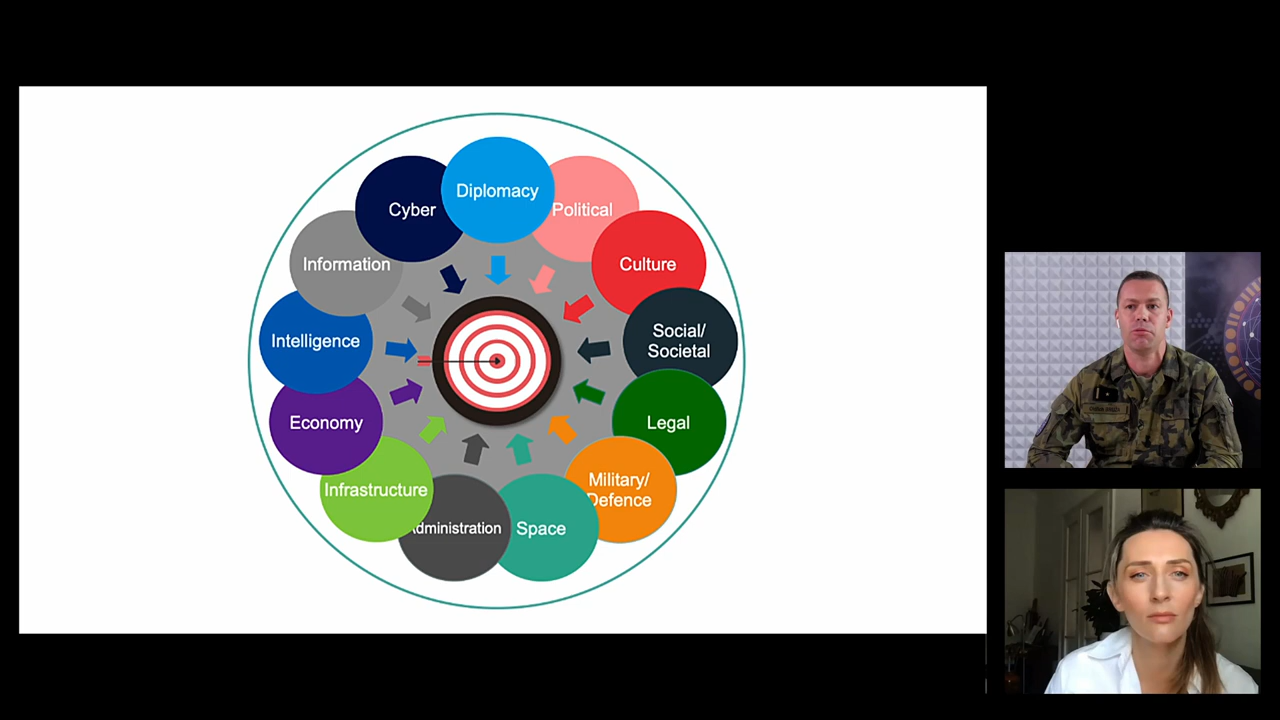 Diplomacy
Political
Culture
Social/
Societal
Legal
Military/
Defence
Space
Administration
Infrastructure
Economy
Intelligence
Information
Cyber